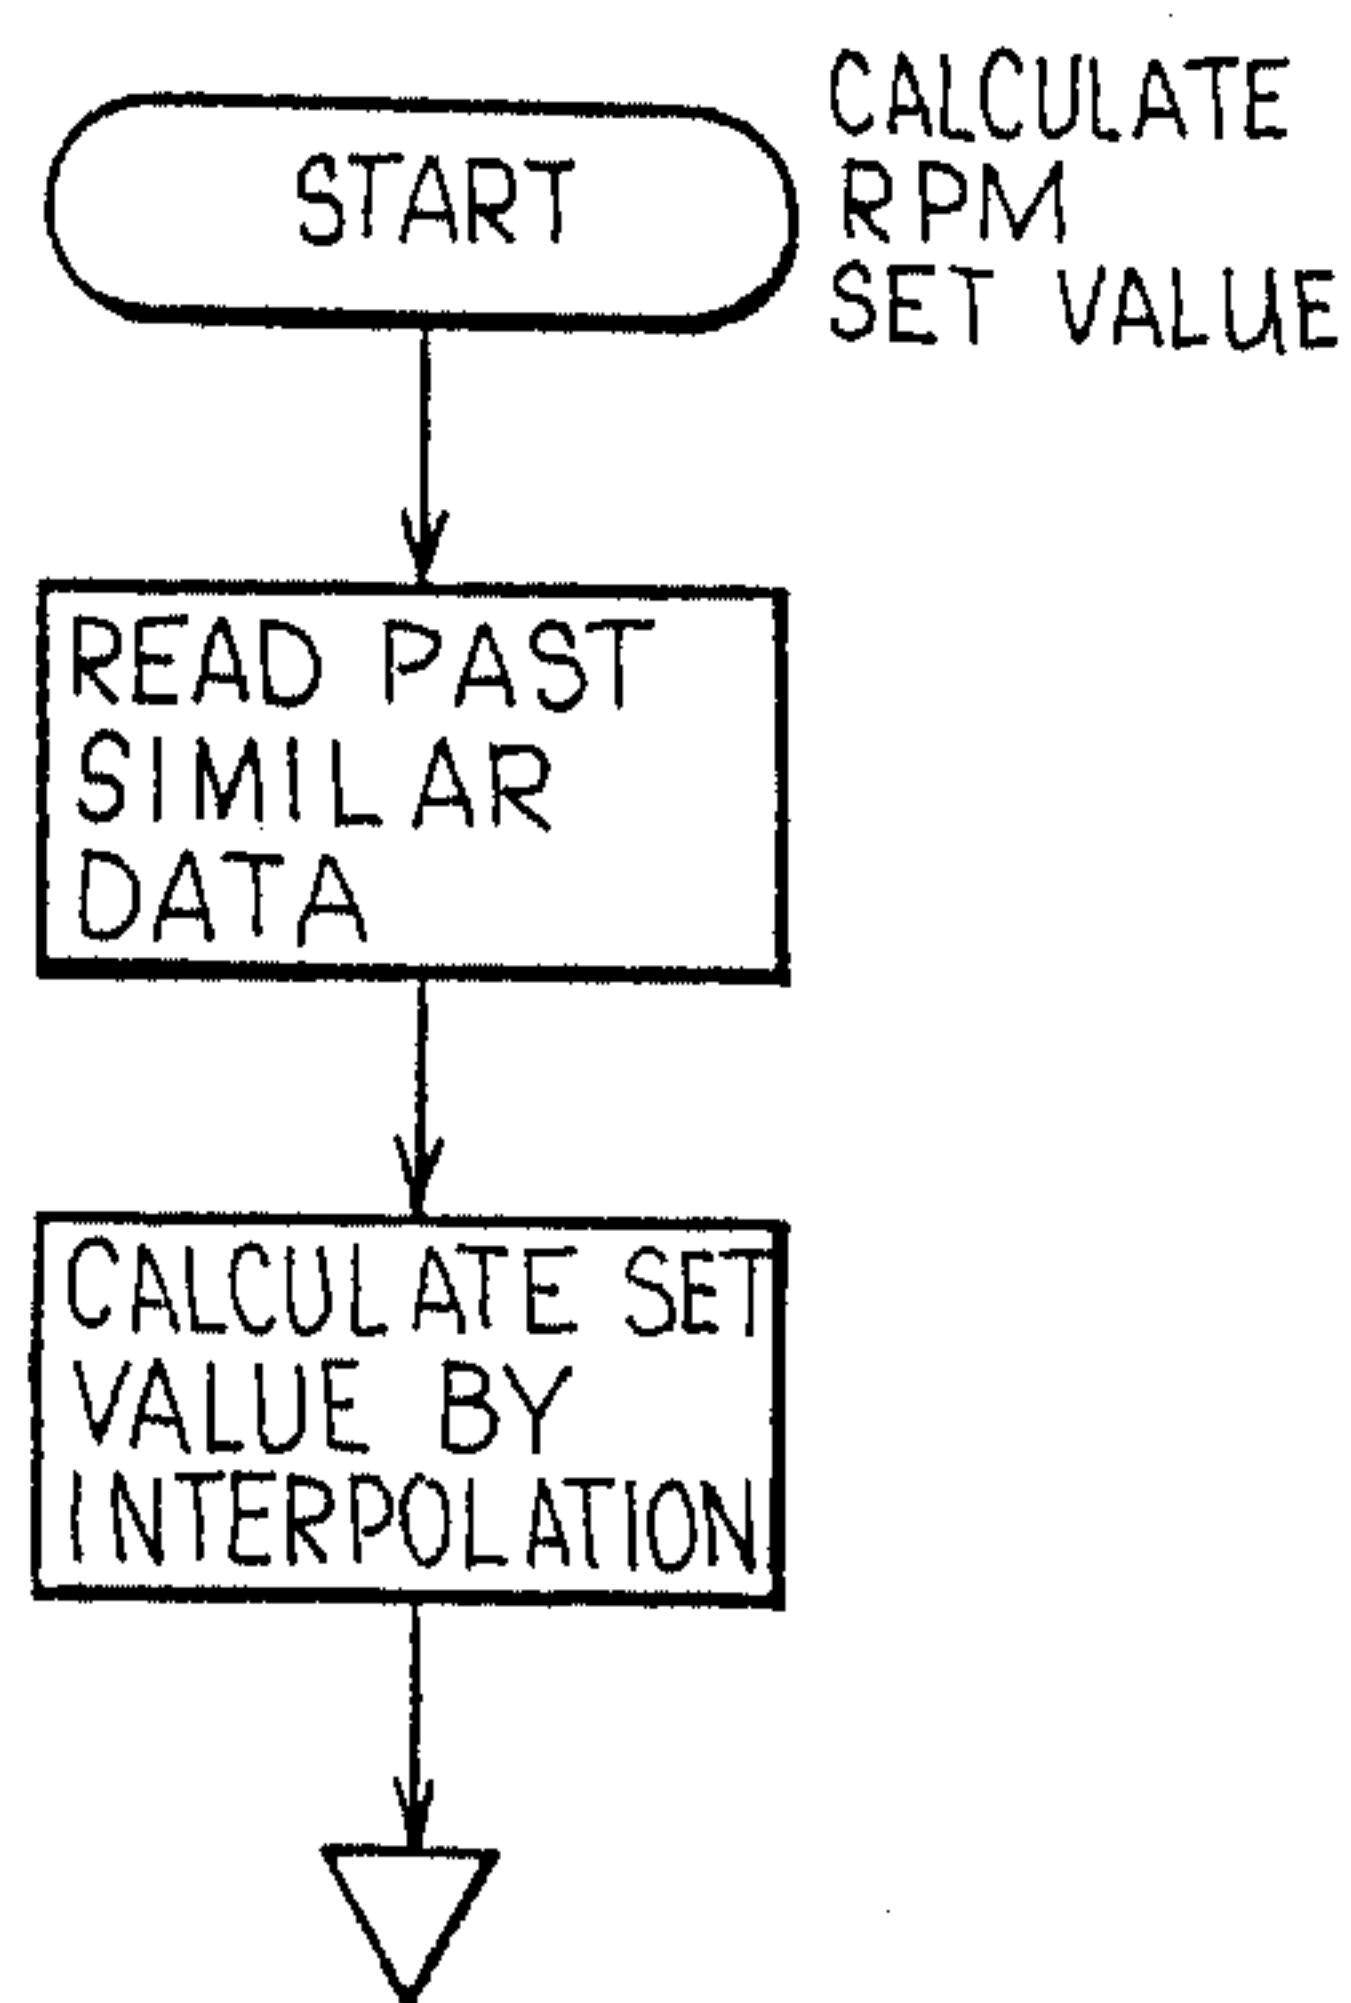 START
CALCULATE
RPM
SET VALUE
READ PAST
SIMILAR
DATA
CALCULATE SET
VALUE BY
INTERPOLATION